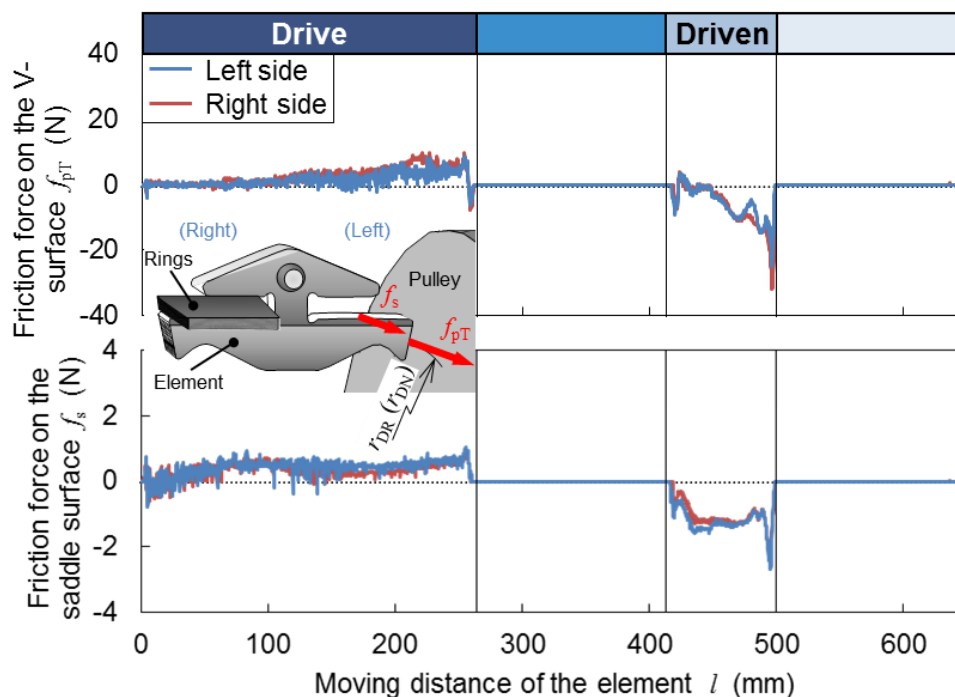 Drive
Driven
Friction force on the V-
surface fpT (N)
40
20
0
-20
-40
Left side
Right side
(Right)
(Left)
Rings
Pulley
fs
fpT
Element
rDR (rDN)
Friction force on the
saddle surface fs (N)
4
2
0
-2
-4
0
100
200
300
400
500
600
Moving distance of the element l (mm)